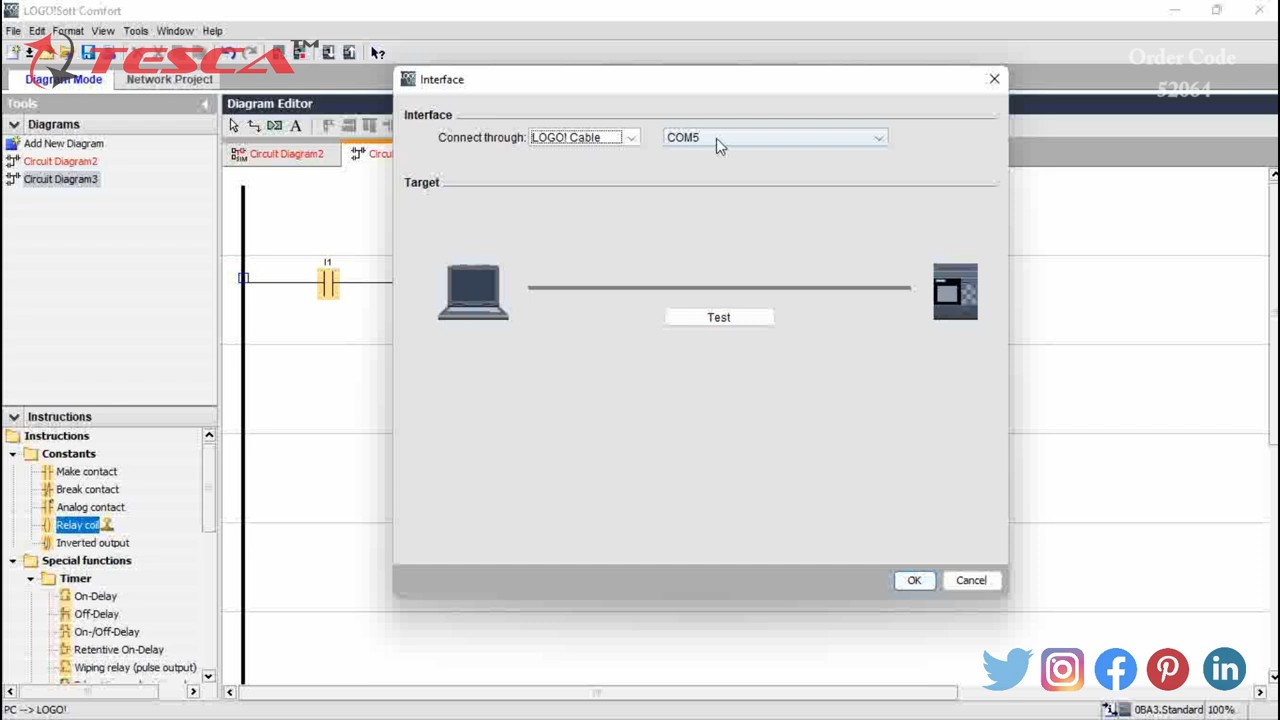 LOGO!Soft Comfort
File Edit Format View Tools Window Help
TESCA™
Order Code
52064
Diagram Mode Network Project
Tools
Diagrams
Add New Diagram
Circuit Diagram2
Circuit Diagram3
Diagram Editor
A
Circuit Diagram2
I1
Interface
Interface
Connect through: LOGO! Cable COM5
Target
Test
OK Cancel
Instructions
Instructions
Constants
Make contact
Break contact
Analog contact
Relay coil
Inverted output
Special functions
Timer
On-Delay
Off-Delay
On-/Off-Delay
Retentive On-Delay
Wiping relay (pulse output)
PC --> LOGO!
0BA3.Standard 100%